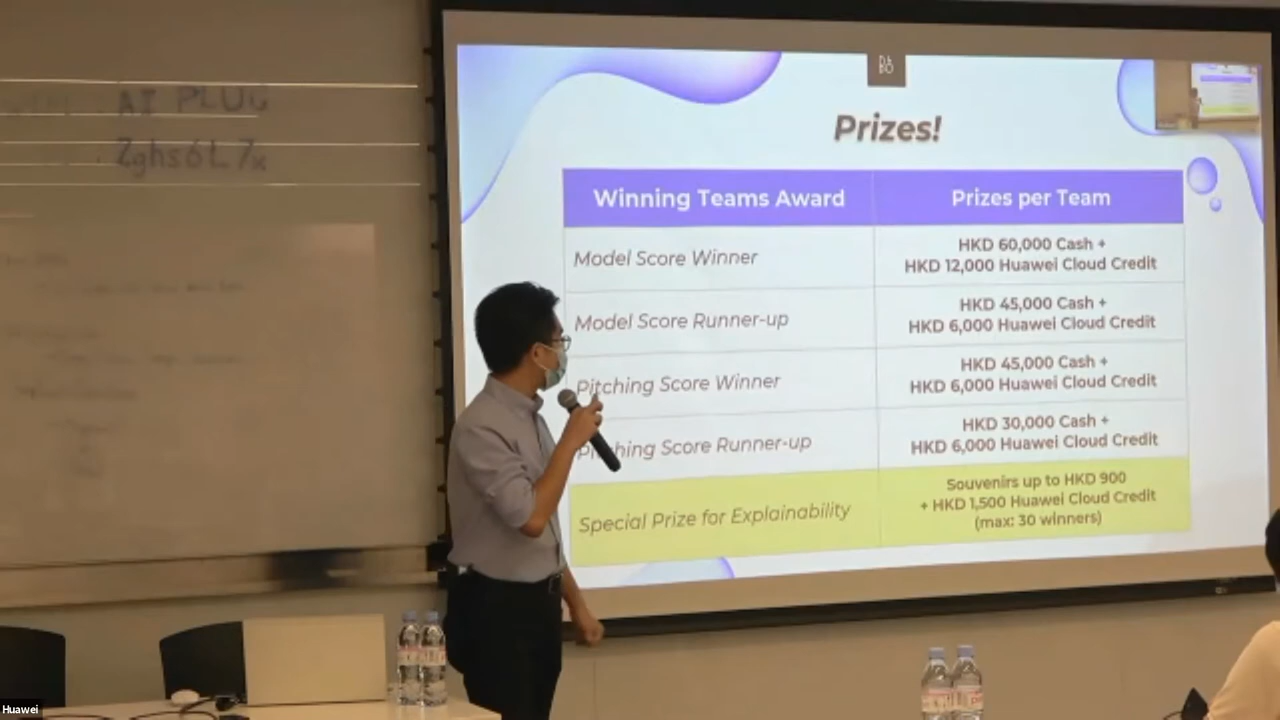 AI PLUG
DA
BO
Prizes!
Winning Teams Award
Prizes per Team
Model Score Winner
HKD 60,000 Cash +
HKD 12,000 Huawei Cloud Credit
Model Score Runner-up
HKD 45,000 Cash +
HKD 6,000 Huawei Cloud Credit
Pitching Score Winner
HKD 45,000 Cash +
HKD 6,000 Huawei Cloud Credit
Pitching Score Runner-up
HKD 30,000 Cash +
HKD 6,000 Huawei Cloud Credit
Special Prize for Explainability
Souvenirs up to HKD 900
+ HKD 1,500 Huawei Cloud Credit
(max: 30 winners)
Huawei